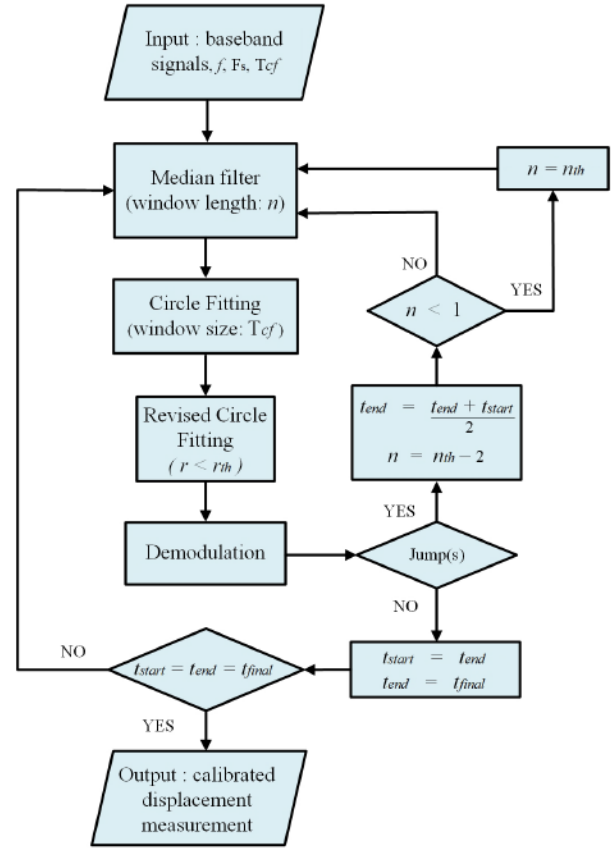 Input : baseband
signals, f, Fs, Tcf
Median filter
(window length: n)
n = nth
NO
YES
n < 1
Circle Fitting
(window size: Tcf)
Revised Circle
Fitting
( r < rth )
tend = tend + tstart
2
n = nth − 2
YES
Demodulation
Jump(s)
NO
tstart = tend
tend = tfinal
NO
tstart = tend = tfinal
YES
Output : calibrated
displacement
measurement